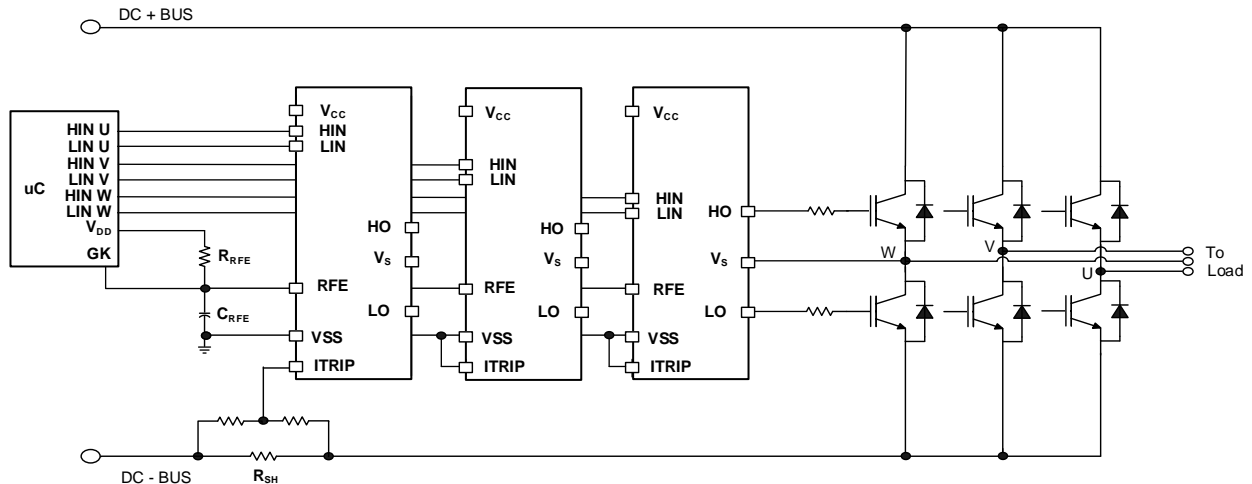 DC + BUS
uC
HIN U
LIN U
HIN V
LIN V
HIN W
LIN W
VDD
GK
RRFE
CRFE
VCC
HIN
LIN
HO
VS
RFE
LO
VSS
ITRIP
VCC
HIN
LIN
HO
VS
RFE
LO
VSS
ITRIP
VCC
HIN
LIN
HO
VS
RFE
LO
VSS
ITRIP
W
V
U
To
Load
DC - BUS
RSH